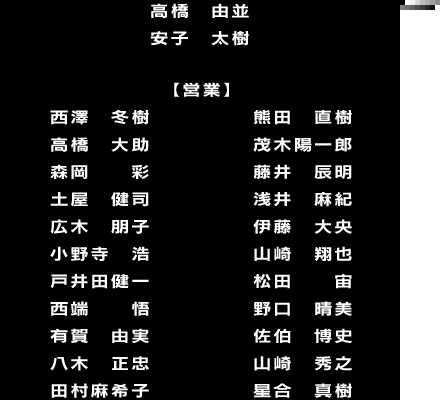 高橋　由並
安子　太樹
【営業】
西澤　冬樹　熊田　直樹
高橋　大助　茂木陽一郎
森岡　彩　藤井　辰明
土屋　健司　浅井　麻紀
広木　朋子　伊藤　大央
小野寺　浩　山崎　翔也
戸井田健一　松田　宙
西端　悟　野口　晴美
有賀　由実　佐伯　博史
八木　正忠　山崎　秀之
田村麻希子　星合　真樹